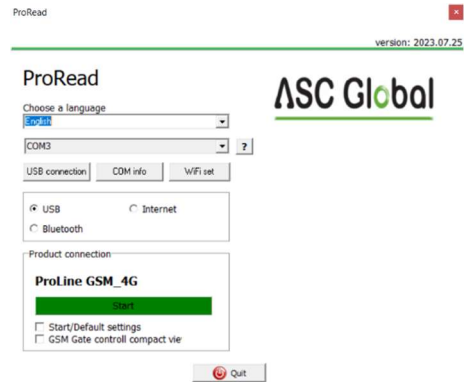 ProRead
version: 2023.07.25
ProRead
ASC Global
Choose a language
English
COM3
?
USB connection COM info WiFi set
USB Internet
Bluetooth
Product connection
ProLine GSM_4G
Start
Start/Default settings
GSM Gate controll compact vie
Quit